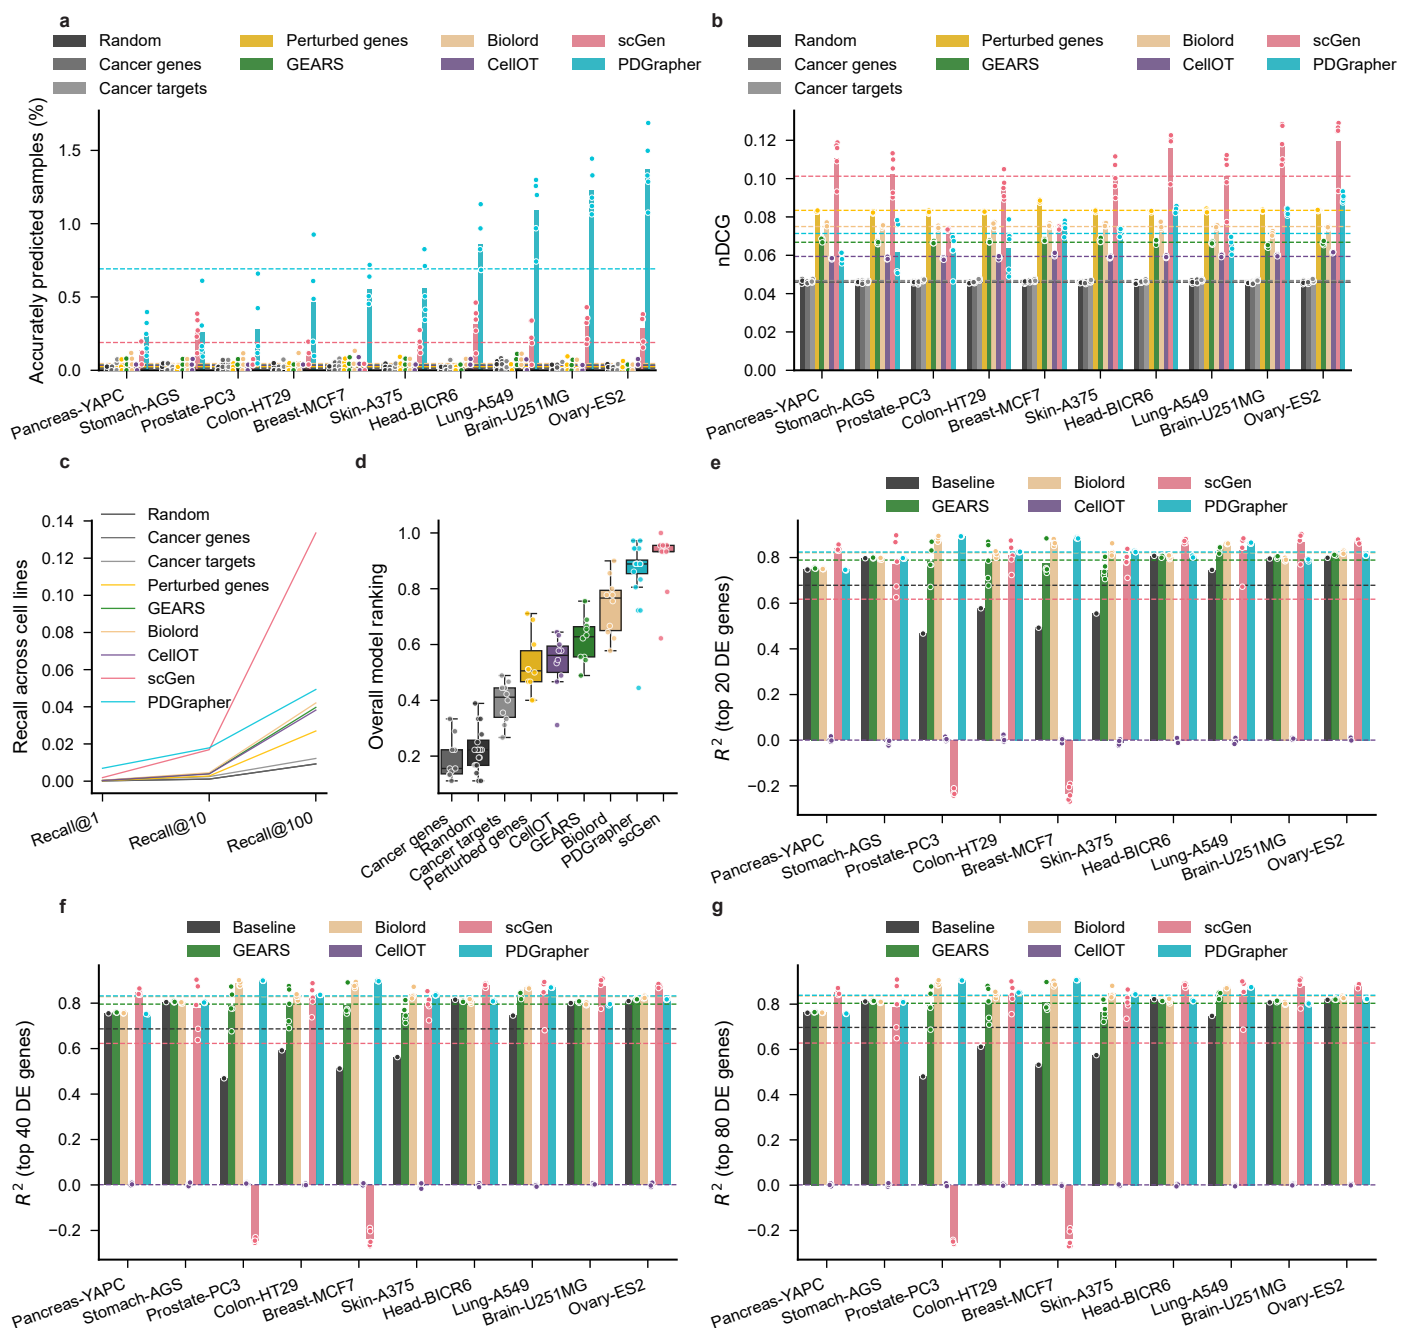 a
Random
Perturbed genes
Biolord
scGen
Cancer genes
GEARS
CellOT
PDGrapher
Cancer targets
Accurately predicted samples (%)
1.5
1.0
0.5
0.0
Pancreas-YAPC
Stomach-AGS
Prostate-PC3
Colon-HT29
Breast-MCF7
Skin-A375
Head-BICR6
Lung-A549
Brain-U251MG
Ovary-ES2
b
Random
Perturbed genes
Biolord
scGen
Cancer genes
GEARS
CellOT
PDGrapher
Cancer targets
nDCG
0.12
0.10
0.08
0.06
0.04
0.02
0.00
Pancreas-YAPC
Stomach-AGS
Prostate-PC3
Colon-HT29
Breast-MCF7
Skin-A375
Head-BICR6
Lung-A549
Brain-U251MG
Ovary-ES2
c
Recall across cell lines
0.14
0.12
0.10
0.08
0.06
0.04
0.02
0.00
Random
Cancer genes
Cancer targets
Perturbed genes
GEARS
Biolord
CellOT
scGen
PDGrapher
Recall@1
Recall@10
Recall@100
d
Overall model ranking
1.0
0.8
0.6
0.4
0.2
Cancer genes
Random
Cancer targets
Perturbed genes
CellOT
GEARS
Biolord
PDGrapher
scGen
e
Baseline
Biolord
scGen
GEARS
CellOT
PDGrapher
R² (top 20 DE genes)
0.8
0.6
0.4
0.2
0.0
−0.2
Pancreas-YAPC
Stomach-AGS
Prostate-PC3
Colon-HT29
Breast-MCF7
Skin-A375
Head-BICR6
Lung-A549
Brain-U251MG
Ovary-ES2
f
Baseline
Biolord
scGen
GEARS
CellOT
PDGrapher
R² (top 40 DE genes)
0.8
0.6
0.4
0.2
0.0
−0.2
Pancreas-YAPC
Stomach-AGS
Prostate-PC3
Colon-HT29
Breast-MCF7
Skin-A375
Head-BICR6
Lung-A549
Brain-U251MG
Ovary-ES2
g
Baseline
Biolord
scGen
GEARS
CellOT
PDGrapher
R² (top 80 DE genes)
0.8
0.6
0.4
0.2
0.0
−0.2
Pancreas-YAPC
Stomach-AGS
Prostate-PC3
Colon-HT29
Breast-MCF7
Skin-A375
Head-BICR6
Lung-A549
Brain-U251MG
Ovary-ES2